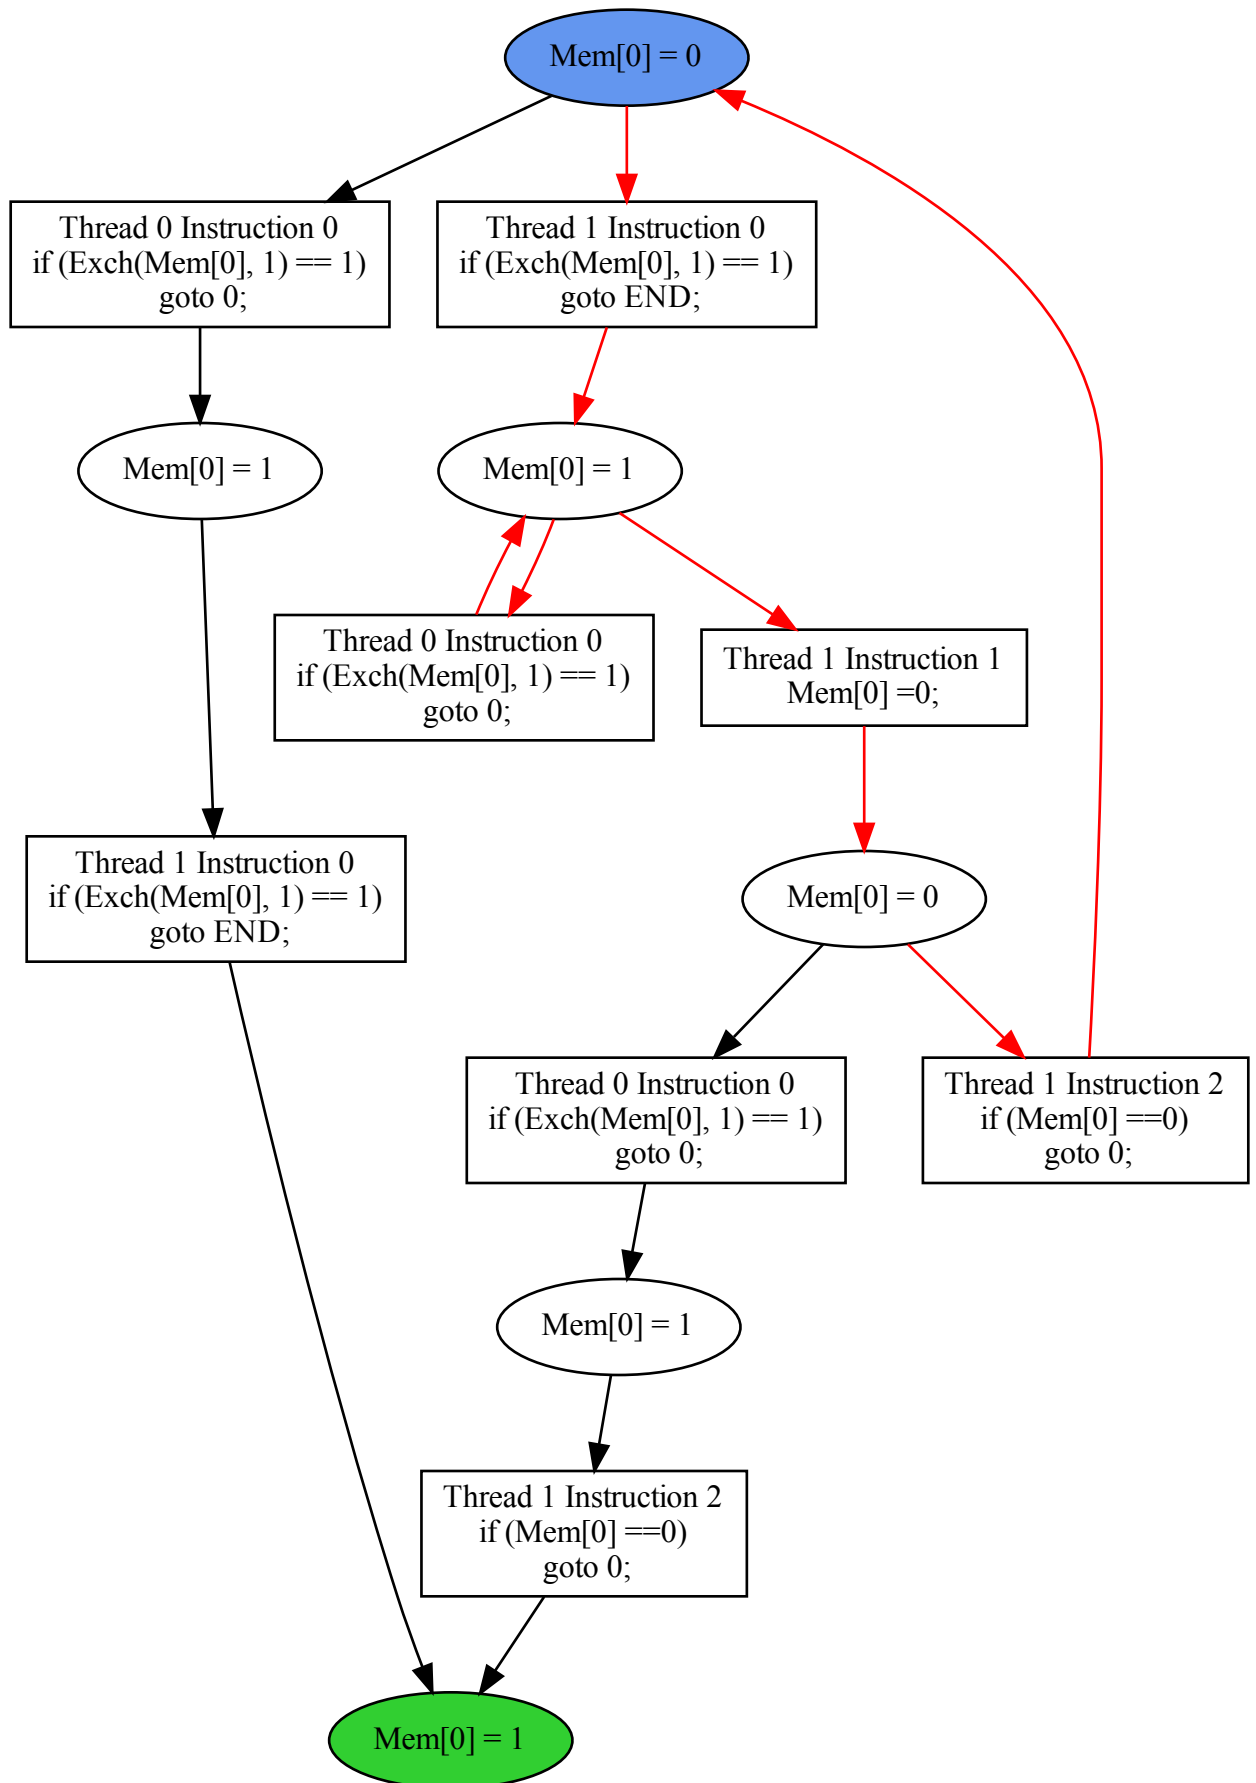 Mem[0] = 0
Thread 0 Instruction 0
if (Exch(Mem[0], 1) == 1)
goto 0;
Thread 1 Instruction 0
if (Exch(Mem[0], 1) == 1)
goto END;
Mem[0] = 1
Mem[0] = 1
Thread 0 Instruction 0
if (Exch(Mem[0], 1) == 1)
goto 0;
Thread 1 Instruction 1
Mem[0] =0;
Thread 1 Instruction 0
if (Exch(Mem[0], 1) == 1)
goto END;
Mem[0] = 0
Thread 0 Instruction 0
if (Exch(Mem[0], 1) == 1)
goto 0;
Thread 1 Instruction 2
if (Mem[0] ==0)
goto 0;
Mem[0] = 1
Thread 1 Instruction 2
if (Mem[0] ==0)
goto 0;
Mem[0] = 1